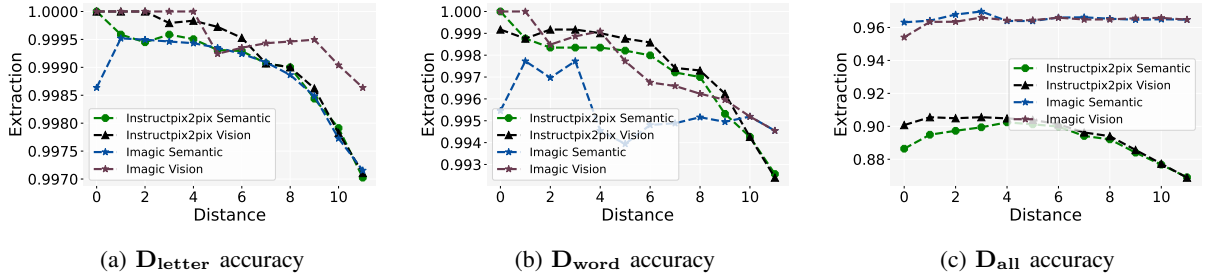 1.0000
0.9995
0.9990
0.9985
0.9980
0.9975
0.9970
Extraction
Instructpix2pix Semantic
Instructpix2pix Vision
Imagic Semantic
Imagic Vision
0 2 4 6 8 10
Distance
(a) D_letter accuracy
1.000
0.999
0.998
0.997
0.996
0.995
0.994
0.993
Extraction
Instructpix2pix Semantic
Instructpix2pix Vision
Imagic Semantic
Imagic Vision
0 2 4 6 8 10
Distance
(b) D_word accuracy
0.96
0.94
0.92
0.90
0.88
Extraction
Instructpix2pix Semantic
Instructpix2pix Vision
Imagic Semantic
Imagic Vision
0 2 4 6 8 10
Distance
(c) D_all accuracy